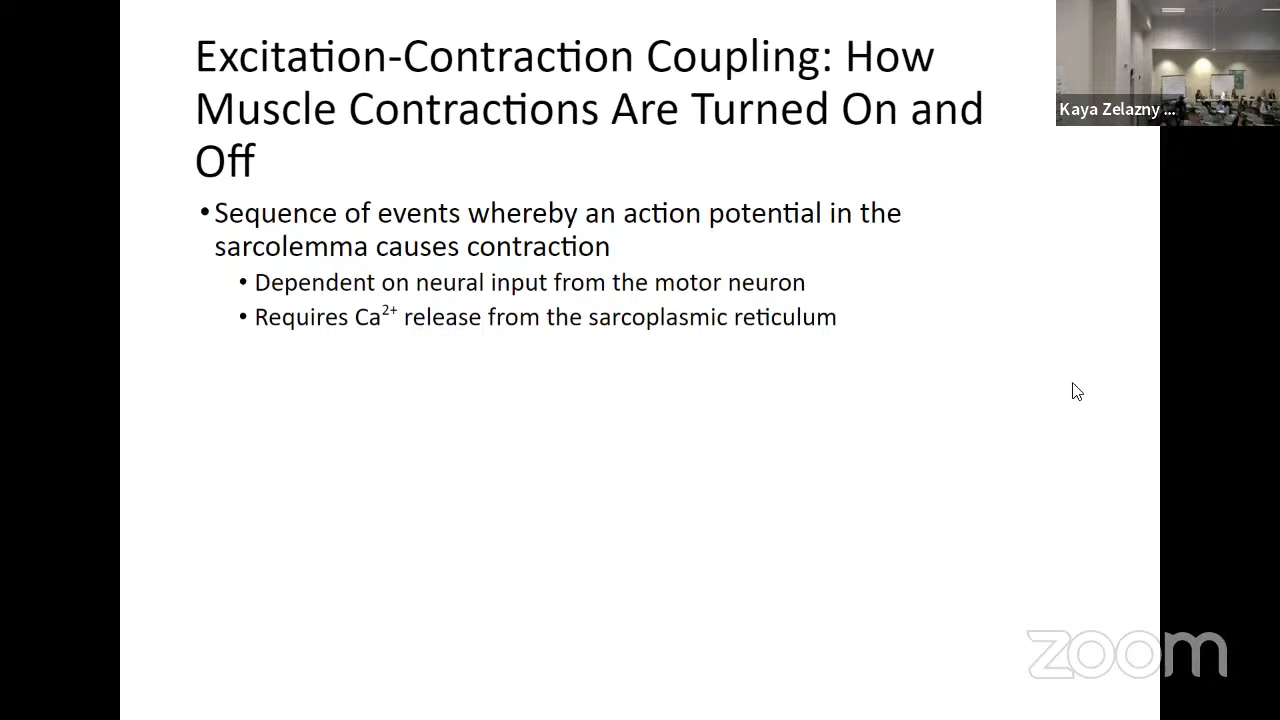 Excitation-Contraction Coupling: How
Muscle Contractions Are Turned On and
Off
•Sequence of events whereby an action potential in the
sarcolemma causes contraction
• Dependent on neural input from the motor neuron
• Requires Ca²⁺ release from the sarcoplasmic reticulum
Kaya Zelazny ...
zoom